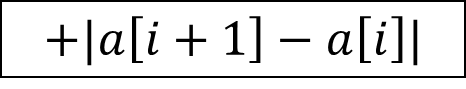 +|a[i + 1] − a[i]|